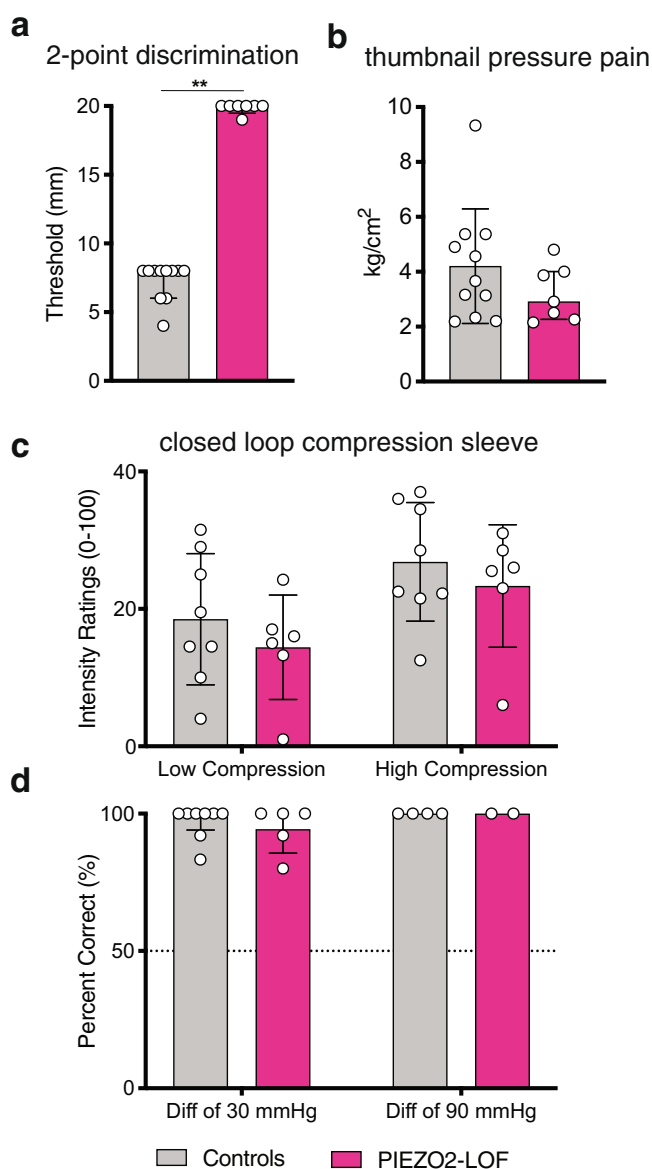 a
2-point discrimination
**
Threshold (mm)
20
15
10
5
0
b
thumbnail pressure pain
kg/cm²
10
8
6
4
2
0
c
closed loop compression sleeve
Intensity Ratings (0-100)
40
20
0
Low Compression High Compression
d
Percent Correct (%)
100
50
0
Diff of 30 mmHg Diff of 90 mmHg
Controls PIEZO2-LOF